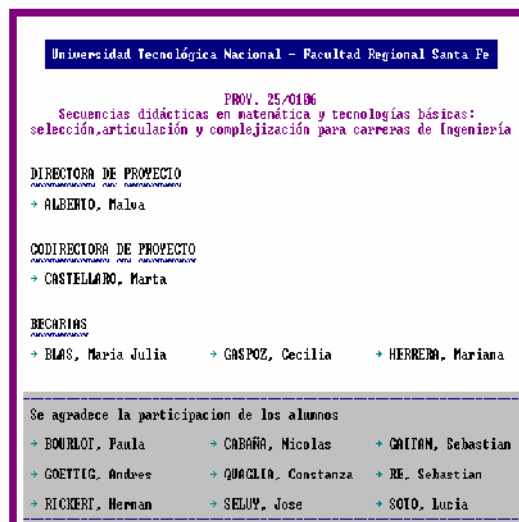 Universidad Tecnológica Nacional - Facultad Regional Santa Fe
PROY. 25/O106
Secuencias didácticas en matemática y tecnologías básicas:
selección,articulación y complejización para carreras de Ingeniería
DIRECTORA DE PROYECTO
→ ALBERTO, Malva
CODIRECTORA DE PROYECTO
→ CASTELLARO, Marta
BECARIAS
→ BLAS, Maria Julia → GASPOZ, Cecilia → HERRERA, Mariana
Se agradece la participacion de los alumnos
→ BOURLOT, Paula → CABAÑA, Nicolas → GAITAN, Sebastian
→ GOETTIG, Andres → QUAGLIA, Constanza → RE, Sebastian
→ RICKERT, Hernan → SELUY, Jose → SOTO, Lucia